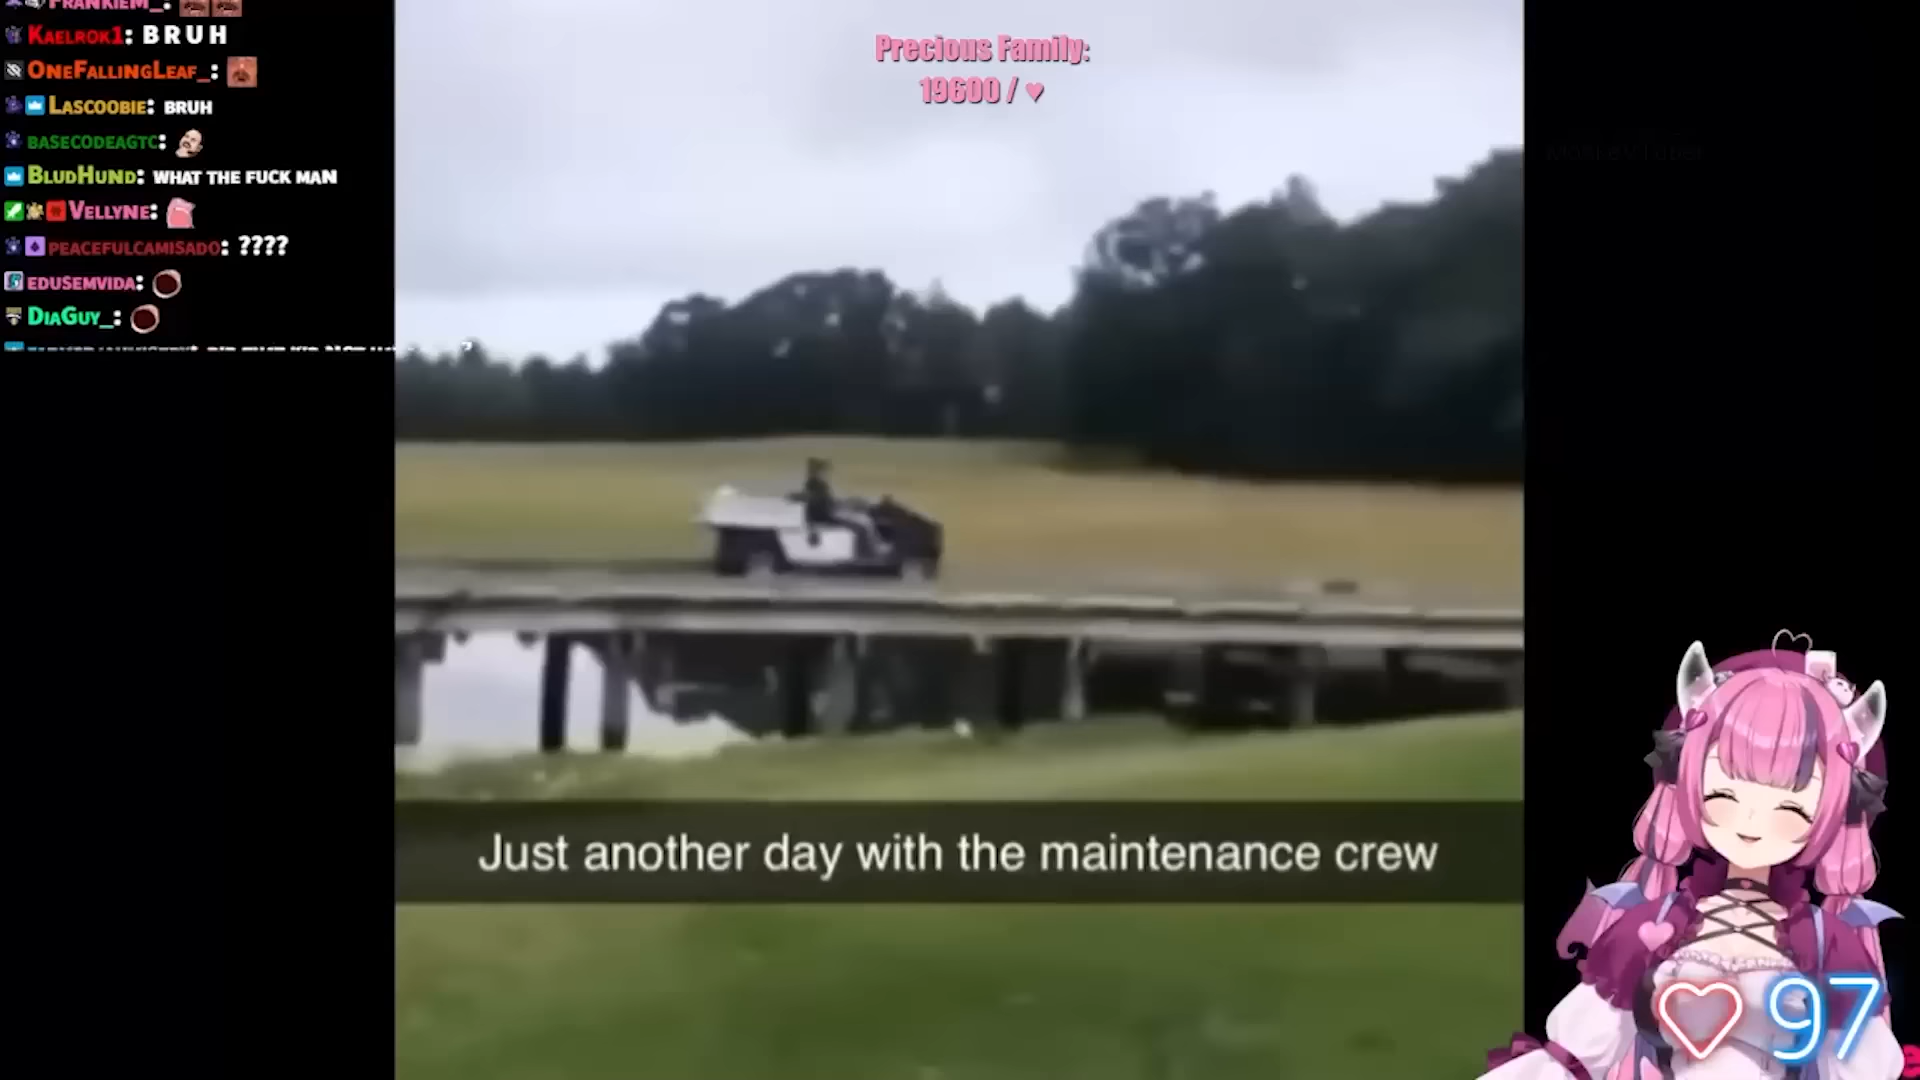 FRANKIEM_:
KAELROK1: B R U H
ONEFALLINGLEAF_:
LASCOOBIE: BRUH
BASECODEAGTC:
BLUDHUND: WHAT THE FUCK MAN
VELLYNE:
PEACEFULCAMISADO: ????
EDUSEMVIDA:
DIAGUY_:
Precious Family:
19600 / ♥
Just another day with the maintenance crew
97